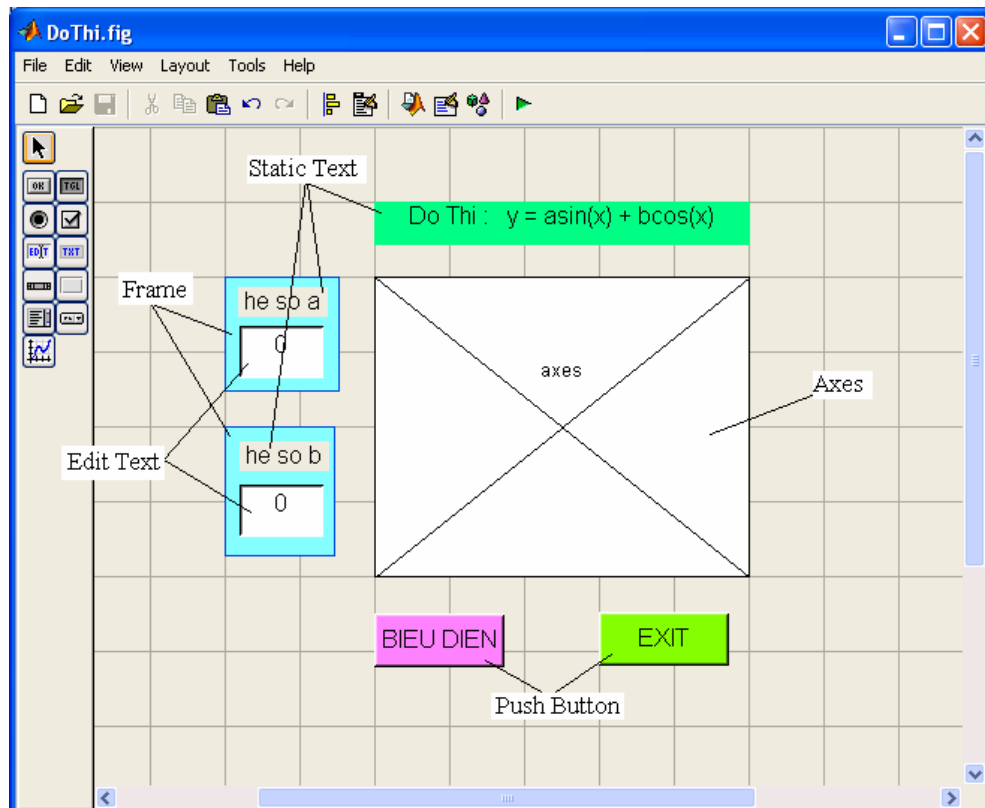 DoThi.fig
File Edit View Layout Tools Help
Static Text
Do Thi : y = asin(x) + bcos(x)
OK TGL
EDIT TXT
Frame
he so a
0
axes
Axes
he so b
Edit Text
0
BIEU DIEN
EXIT
Push Button